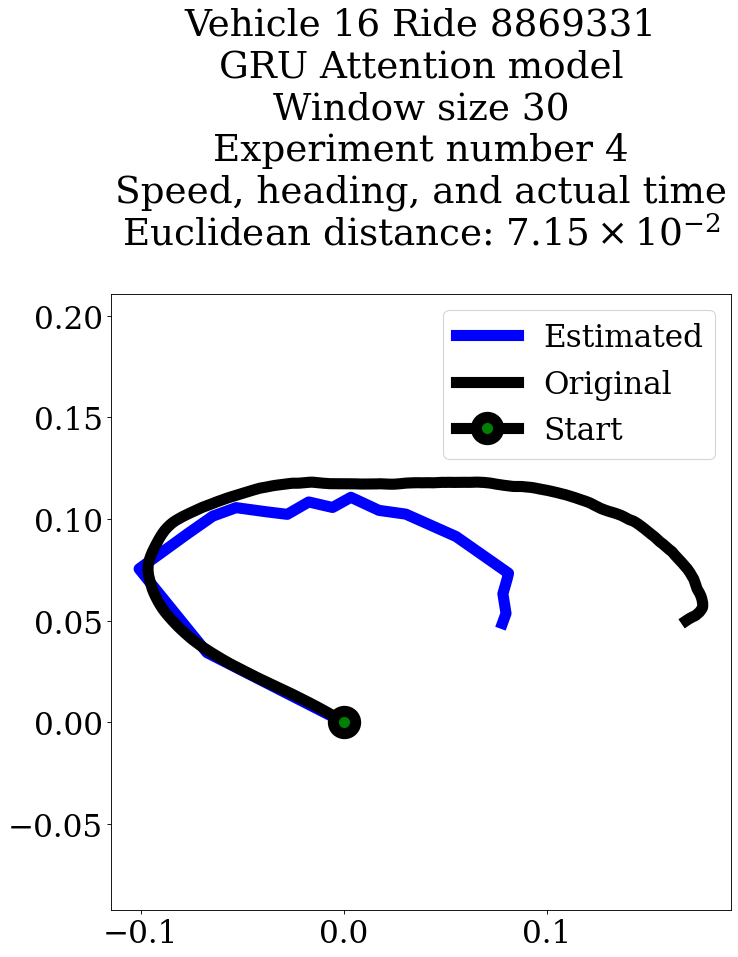 Vehicle 16 Ride 8869331
GRU Attention model
Window size 30
Experiment number 4
Speed, heading, and actual time
Euclidean distance: 7.15 × 10⁻²
Estimated
Original
Start
0.20
0.15
0.10
0.05
0.00
−0.05
−0.1
0.0
0.1